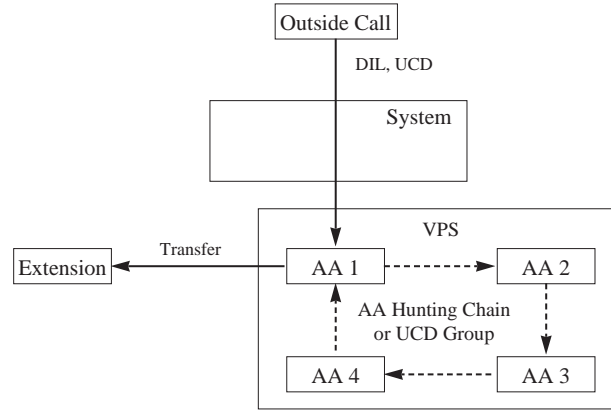 Outside Call
DIL, UCD
System
VPS
Transfer
Extension
AA 1
AA 2
AA Hunting Chain
or UCD Group
AA 4
AA 3